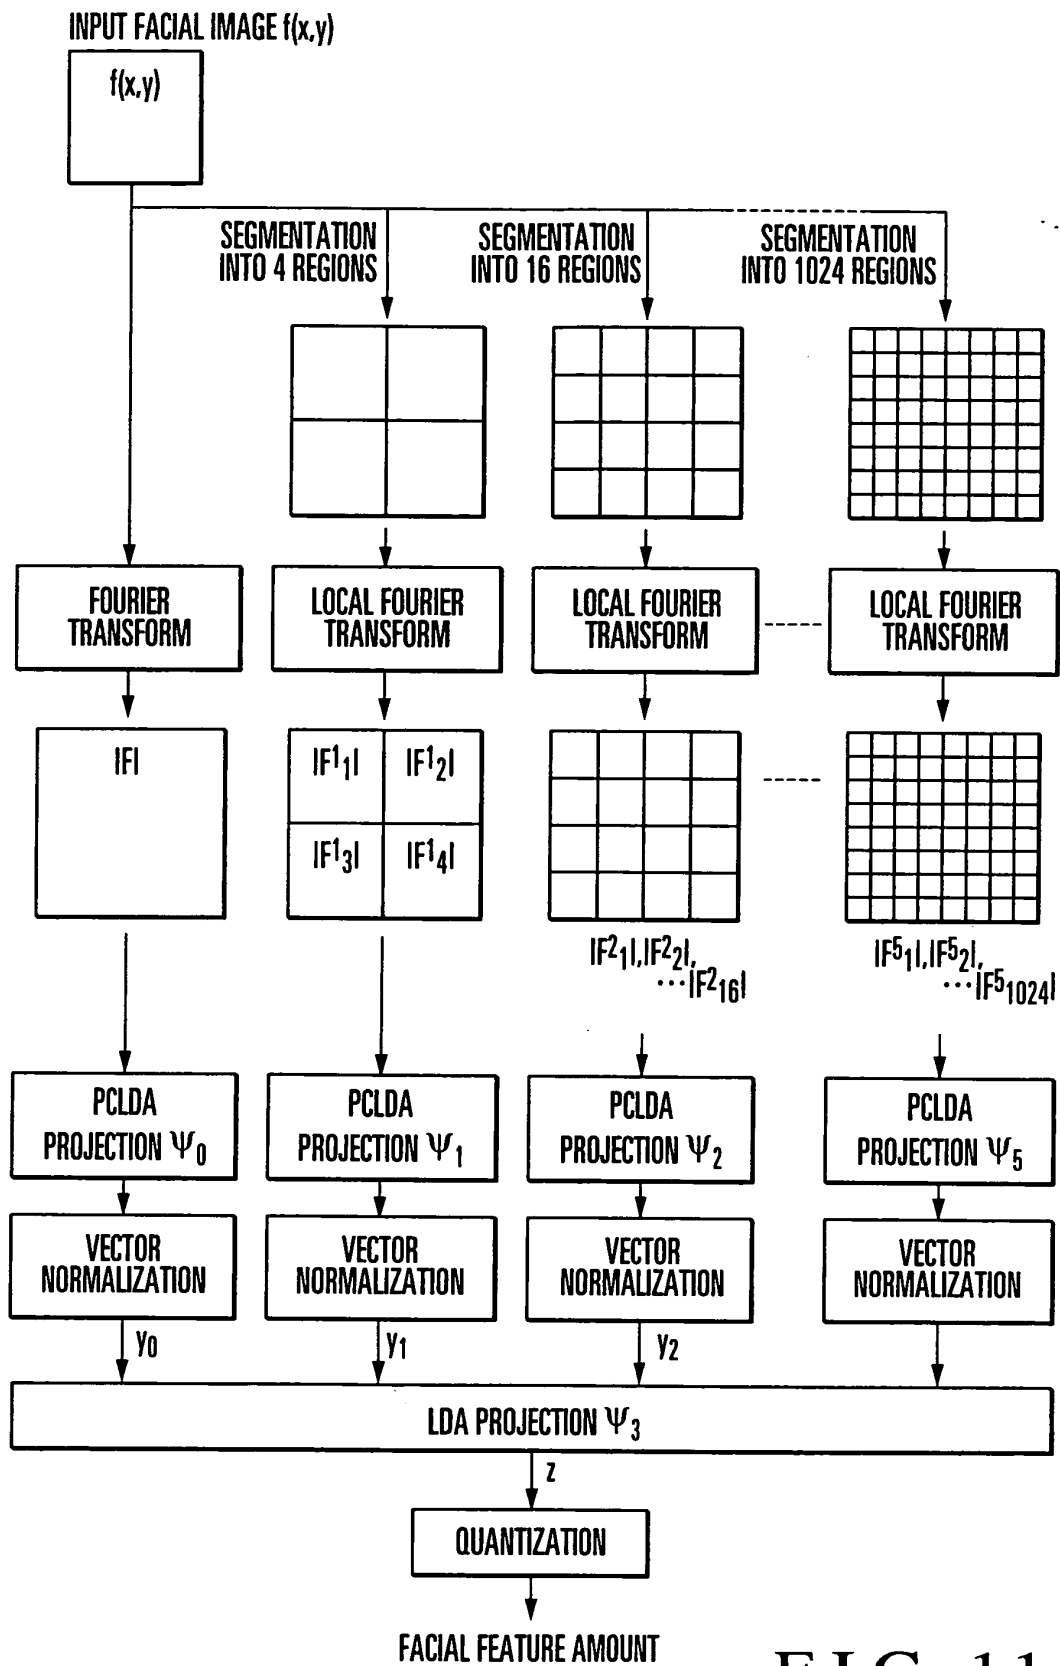 INPUT FACIAL IMAGE f(x,y)
f(x,y)
SEGMENTATION
INTO 4 REGIONS
SEGMENTATION
INTO 16 REGIONS
SEGMENTATION
INTO 1024 REGIONS
FOURIER
TRANSFORM
LOCAL FOURIER
TRANSFORM
LOCAL FOURIER
TRANSFORM
LOCAL FOURIER
TRANSFORM
|F|
|F¹₁| |F¹₂|
|F¹₃| |F¹₄|
|F²₁|,|F²₂|,
···|F²₁₆|
|F⁵₁|,|F⁵₂|,
···|F⁵₁₀₂₄|
PCLDA
PROJECTION Ψ₀
PCLDA
PROJECTION Ψ₁
PCLDA
PROJECTION Ψ₂
PCLDA
PROJECTION Ψ₅
VECTOR
NORMALIZATION
VECTOR
NORMALIZATION
VECTOR
NORMALIZATION
VECTOR
NORMALIZATION
y₀
y₁
y₂
LDA PROJECTION Ψ₃
z
QUANTIZATION
FACIAL FEATURE AMOUNT
FIG. 11